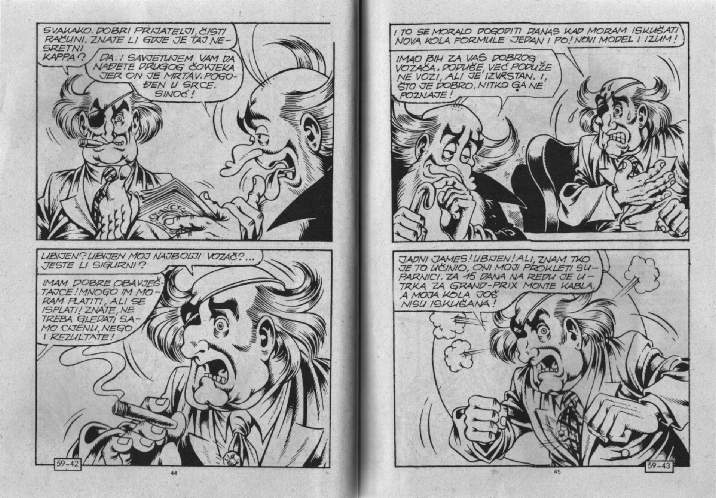 SVAKAKO. DOBRI PRIJATELJI, ČISTI
RAČUNI. ZNAJE LI GDJE JE TAJ NE-
SRETNI
KAPPA?
DA. I SAVJETUJEM VAM DA
NAĐETE DRUGOG ČOVJEKA
JER ON JE MRTAV. POGO-
ĐEN U SRCE.
SINOĆ!
UBIJEN? UBIJEN MOJ NAJBOLJI VOZAČ?...
JESTE LI SIGURNI?
IMAM DOBRE OBAVJEŠ-
TAJCE! MNOGO IM MO-
RAM PLATITI, ALI SE
ISPLATI! ZNATE, NE
TREBA GLEDATI SA-
MO CIJENU, NEGO
I REZULTATE!
59-42
44
I TO SE MORALO DOGODITI DANAS KAD MORAM ISKUŠATI
NOVA KOLA FORMULE JEDAN I PO! NOVI MODEL I IZUM!
IMAO BIH ZA VAS DOBROG
VOZAČA. DODUŠE, VEĆ PODUŽE
NE VOZI, ALI JE IZVRSTAN. I,
ŠTO JE DOBRO, NITKO GA NE
POZNAJE!
JADNI JAMES! UBIJEN! ALI, ZNAM TKO
JE TO UČINIO, ONI MOJI PROKLETI SU-
PARNICI. ZA 15 DANA NA REDU JE U-
TRKA ZA GRAND-PRIX MONTE KABLA,
A MOJA KOLA JOŠ
NISU ISKUŠANA!
45
59-43